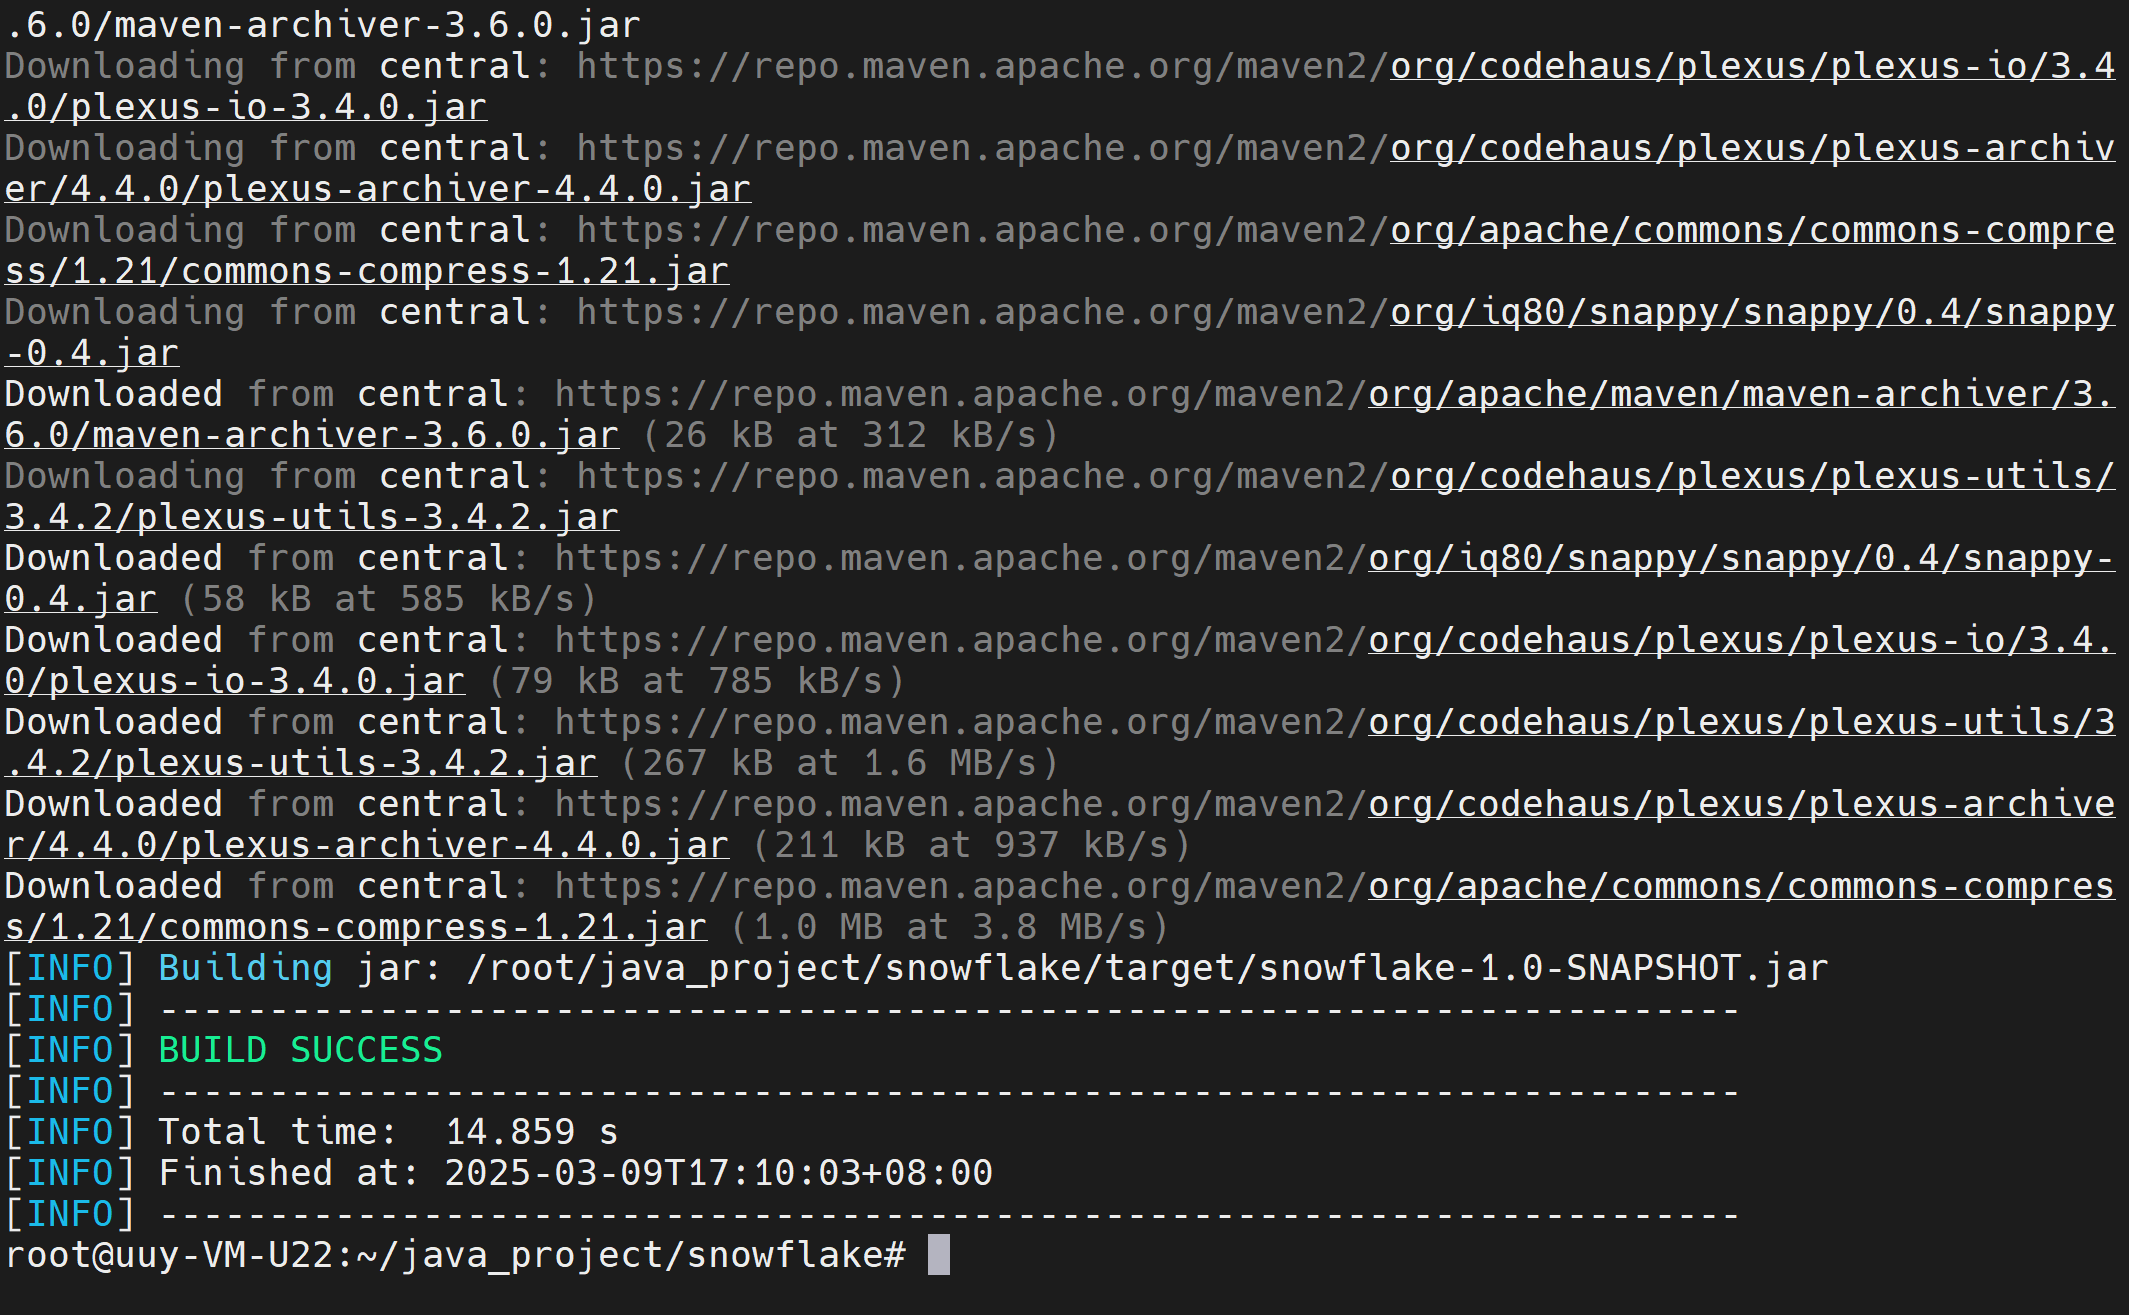 .6.0/maven-archiver-3.6.0.jar
Downloading from central: https://repo.maven.apache.org/maven2/org/codehaus/plexus/plexus-io/3.4
.0/plexus-io-3.4.0.jar
Downloading from central: https://repo.maven.apache.org/maven2/org/codehaus/plexus/plexus-archiv
er/4.4.0/plexus-archiver-4.4.0.jar
Downloading from central: https://repo.maven.apache.org/maven2/org/apache/commons/commons-compre
ss/1.21/commons-compress-1.21.jar
Downloading from central: https://repo.maven.apache.org/maven2/org/iq80/snappy/snappy/0.4/snappy
-0.4.jar
Downloaded from central: https://repo.maven.apache.org/maven2/org/apache/maven/maven-archiver/3.
6.0/maven-archiver-3.6.0.jar (26 kB at 312 kB/s)
Downloading from central: https://repo.maven.apache.org/maven2/org/codehaus/plexus/plexus-utils/
3.4.2/plexus-utils-3.4.2.jar
Downloaded from central: https://repo.maven.apache.org/maven2/org/iq80/snappy/snappy/0.4/snappy-
0.4.jar (58 kB at 585 kB/s)
Downloaded from central: https://repo.maven.apache.org/maven2/org/codehaus/plexus/plexus-io/3.4.
0/plexus-io-3.4.0.jar (79 kB at 785 kB/s)
Downloaded from central: https://repo.maven.apache.org/maven2/org/codehaus/plexus/plexus-utils/3
.4.2/plexus-utils-3.4.2.jar (267 kB at 1.6 MB/s)
Downloaded from central: https://repo.maven.apache.org/maven2/org/codehaus/plexus/plexus-archive
r/4.4.0/plexus-archiver-4.4.0.jar (211 kB at 937 kB/s)
Downloaded from central: https://repo.maven.apache.org/maven2/org/apache/commons/commons-compres
s/1.21/commons-compress-1.21.jar (1.0 MB at 3.8 MB/s)
[INFO] Building jar: /root/java_project/snowflake/target/snowflake-1.0-SNAPSHOT.jar
[INFO] ------------------------------------------------------------------------
[INFO] BUILD SUCCESS
[INFO] ------------------------------------------------------------------------
[INFO] Total time:  14.859 s
[INFO] Finished at: 2025-03-09T17:10:03+08:00
[INFO] ------------------------------------------------------------------------
root@uuy-VM-U22:~/java_project/snowflake#